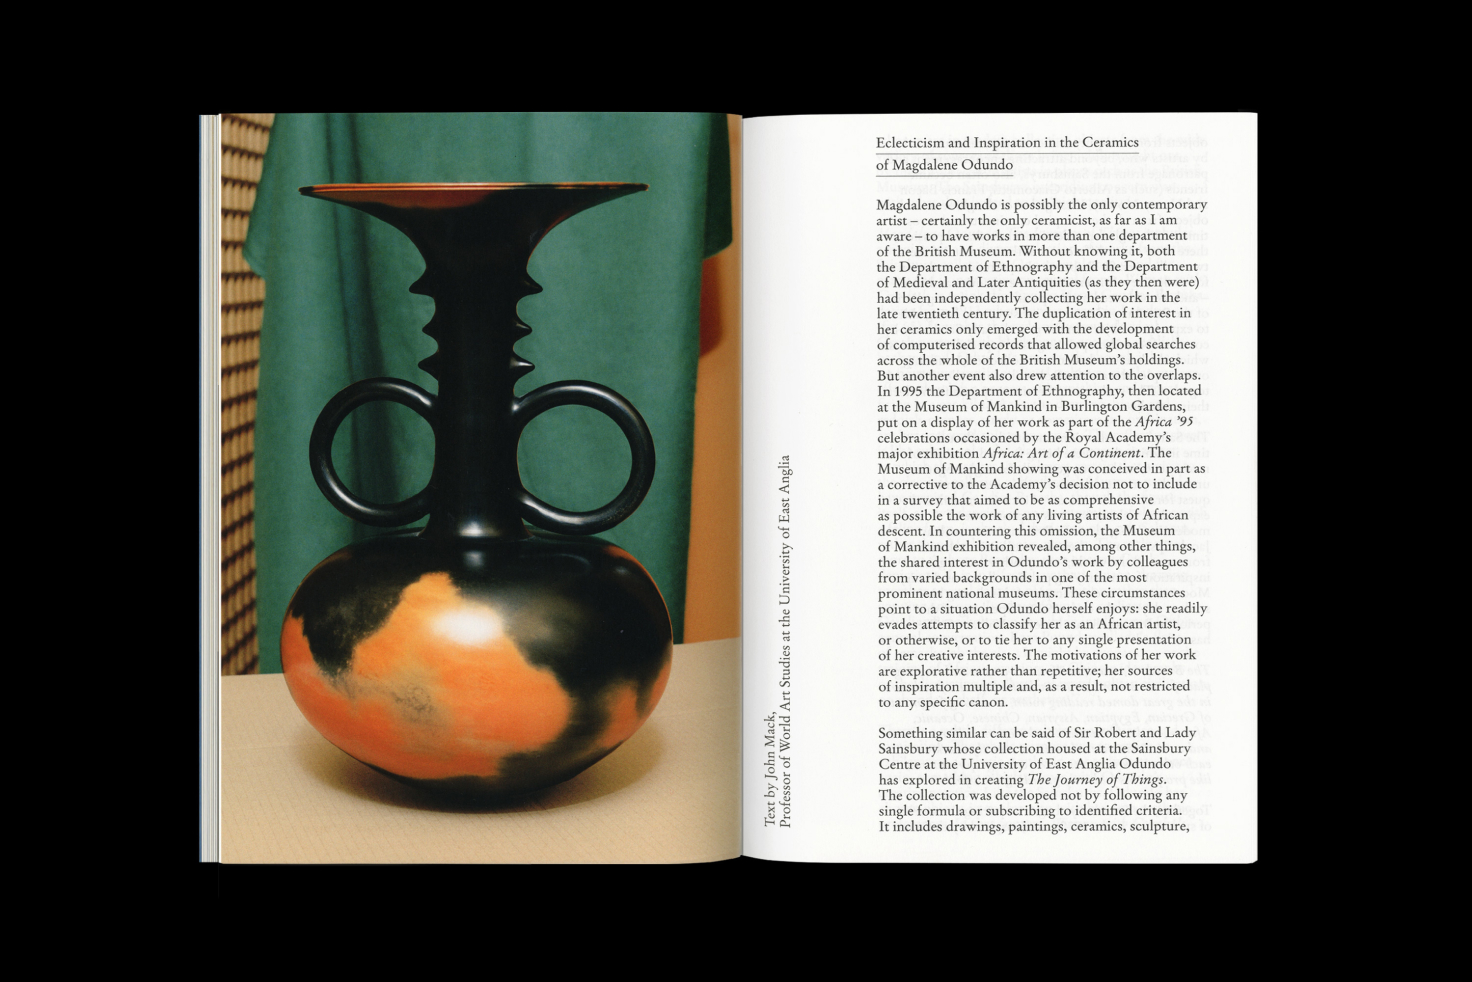 Eclecticism and Inspiration in the Ceramics
of Magdalene Odundo
Magdalene Odundo is possibly the only contemporary
artist – certainly the only ceramicist, as far as I am
aware – to have works in more than one department
of the British Museum. Without knowing it, both
the Department of Ethnography and the Department
of Medieval and Later Antiquities (as they then were)
had been independently collecting her work in the
late twentieth century. The duplication of interest in
her ceramics only emerged with the development
of computerised records that allowed global searches
across the whole of the British Museum’s holdings.
But another event also drew attention to the overlaps.
In 1995 the Department of Ethnography, then located
at the Museum of Mankind in Burlington Gardens,
put on a display of her work as part of the Africa ’95
celebrations occasioned by the Royal Academy’s
major exhibition Africa: Art of a Continent. The
Museum of Mankind showing was conceived in part as
a corrective to the Academy’s decision not to include
in a survey that aimed to be as comprehensive
as possible the work of any living artists of African
descent. In countering this omission, the Museum
of Mankind exhibition revealed, among other things,
the shared interest in Odundo’s work by colleagues
from varied backgrounds in one of the most
prominent national museums. These circumstances
point to a situation Odundo herself enjoys: she readily
evades attempts to classify her as an African artist,
or otherwise, or to tie her to any single presentation
of her creative interests. The motivations of her work
are explorative rather than repetitive; her sources
of inspiration multiple and, as a result, not restricted
to any specific canon.
Something similar can be said of Sir Robert and Lady
Sainsbury whose collection housed at the Sainsbury
Centre at the University of East Anglia Odundo
has explored in creating The Journey of Things.
The collection was developed not by following any
single formula or subscribing to identified criteria.
It includes drawings, paintings, ceramics, sculpture,
Text by John Mack,
Professor of World Art Studies at the University of East Anglia